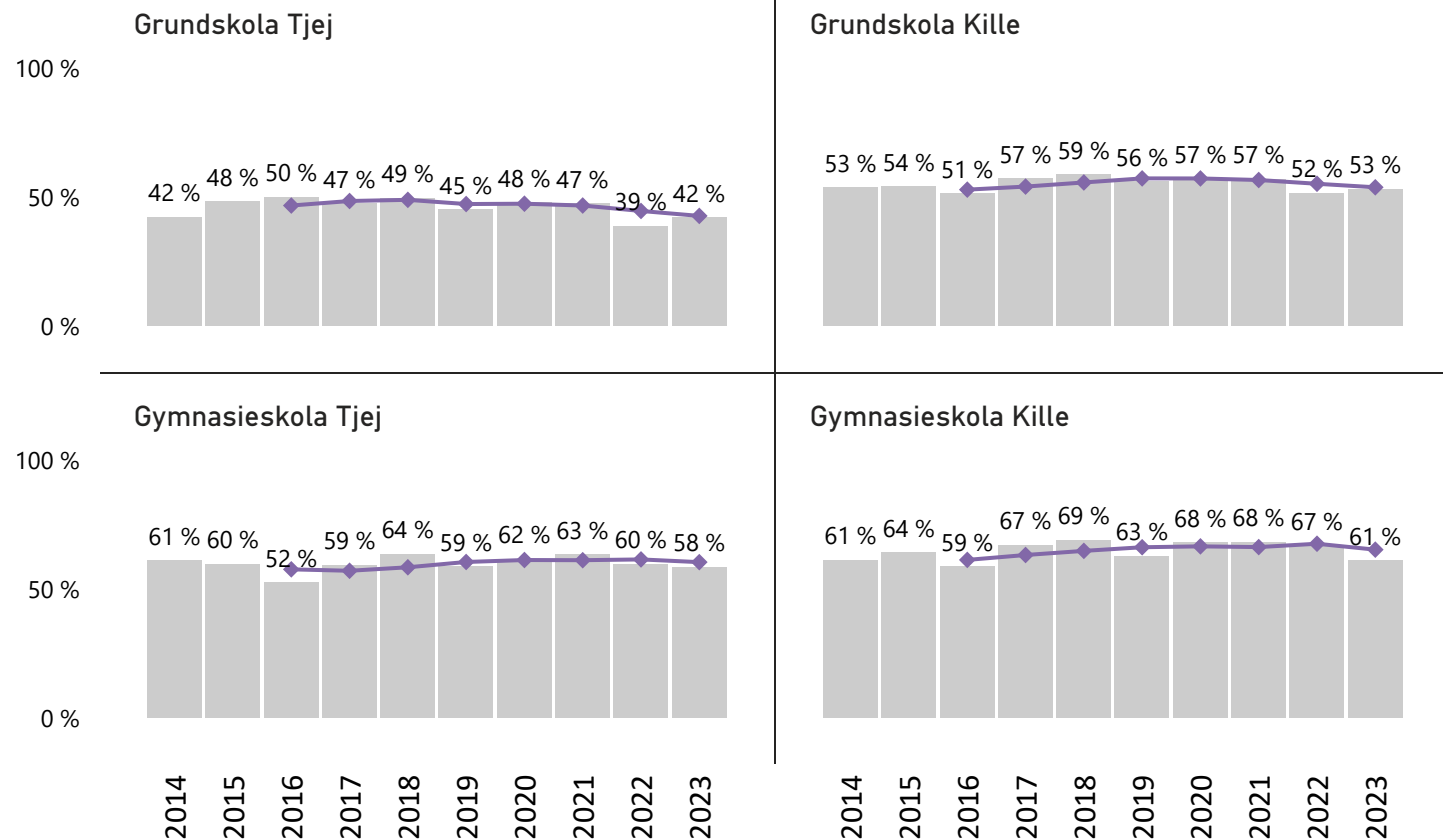 Grundskola Tjej
100 %
50 %
0 %
42 % 48 % 50 % 47 % 49 % 45 % 48 % 47 % 39 % 42 %
Grundskola Kille
53 % 54 % 51 % 57 % 59 % 56 % 57 % 57 % 52 % 53 %
Gymnasieskola Tjej
100 %
50 %
0 %
61 % 60 % 52 % 59 % 64 % 59 % 62 % 63 % 60 % 58 %
2014 2015 2016 2017 2018 2019 2020 2021 2022 2023
Gymnasieskola Kille
61 % 64 % 59 % 67 % 69 % 63 % 68 % 68 % 67 % 61 %
2014 2015 2016 2017 2018 2019 2020 2021 2022 2023